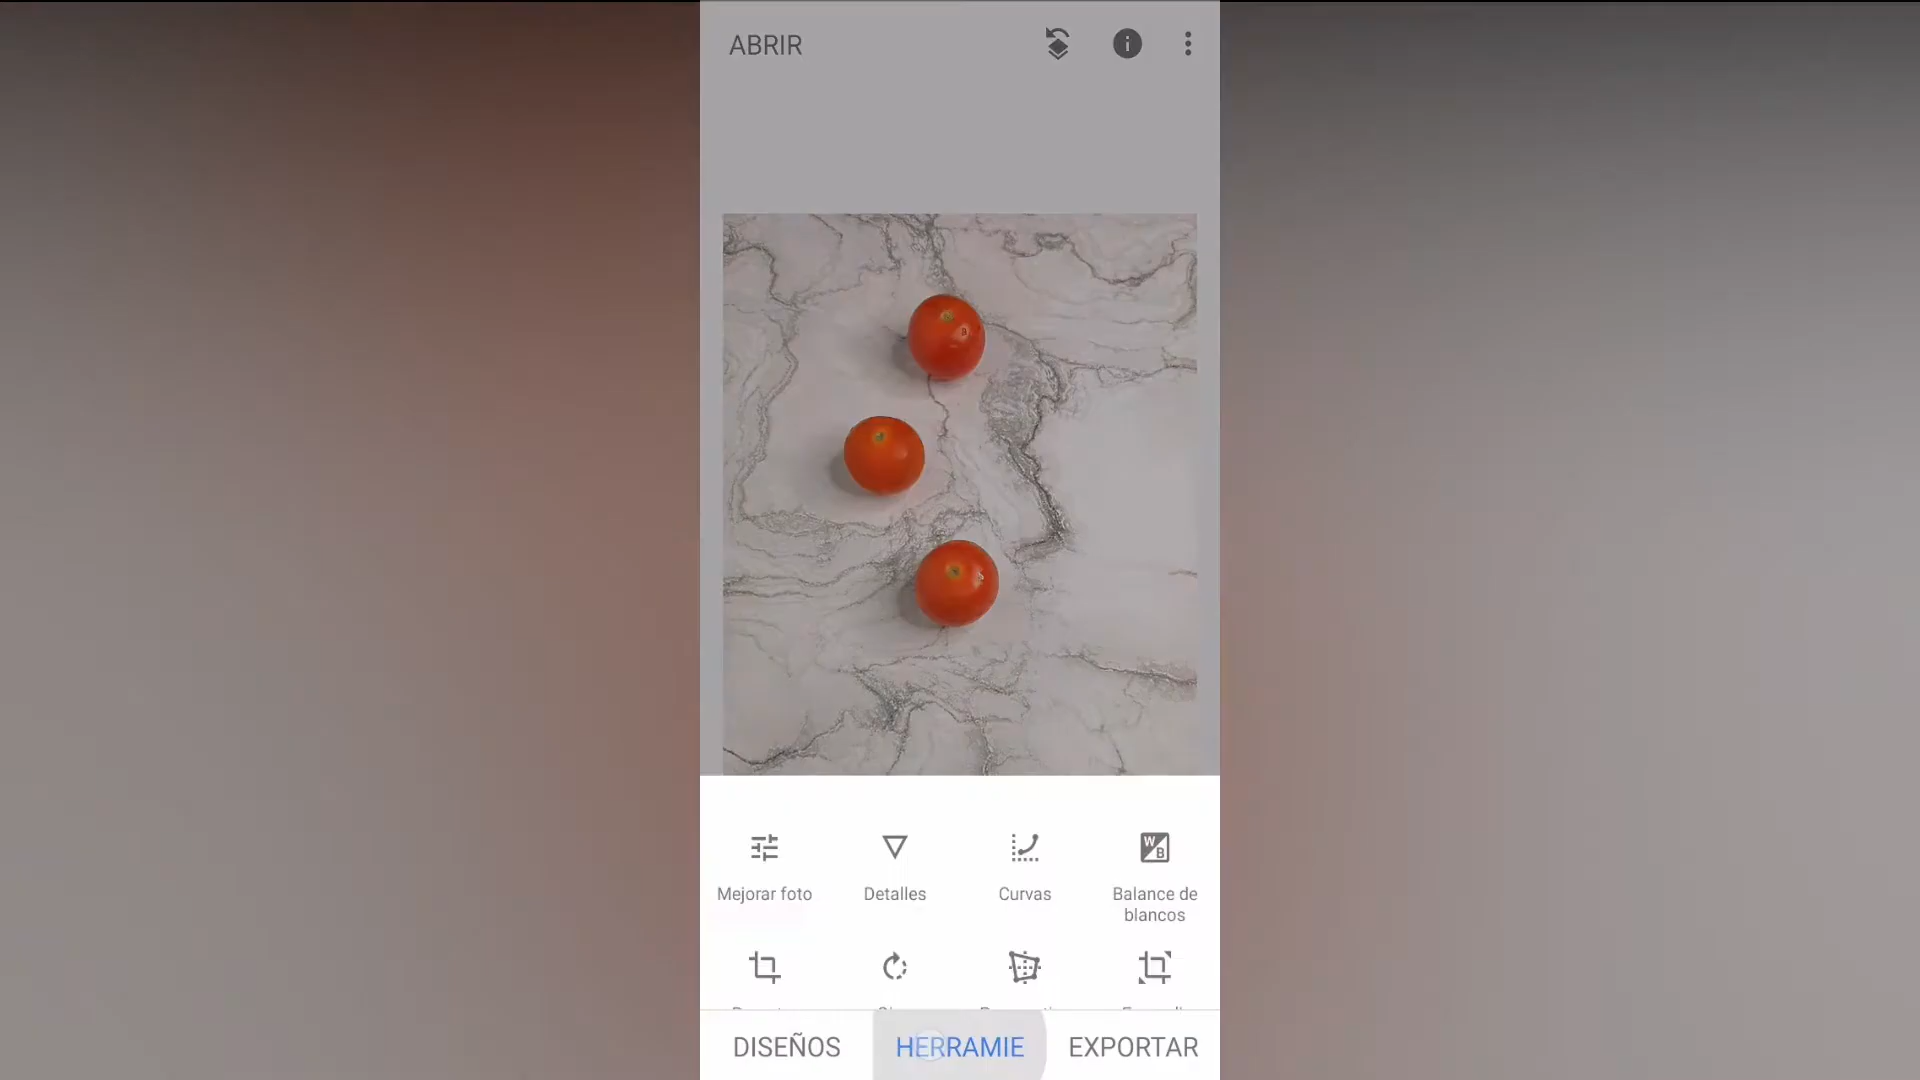 ABRIR
Mejorar foto
Detalles
Curvas
W
B
Balance de
blancos
DISEÑOS
HERRAMIE
EXPORTAR